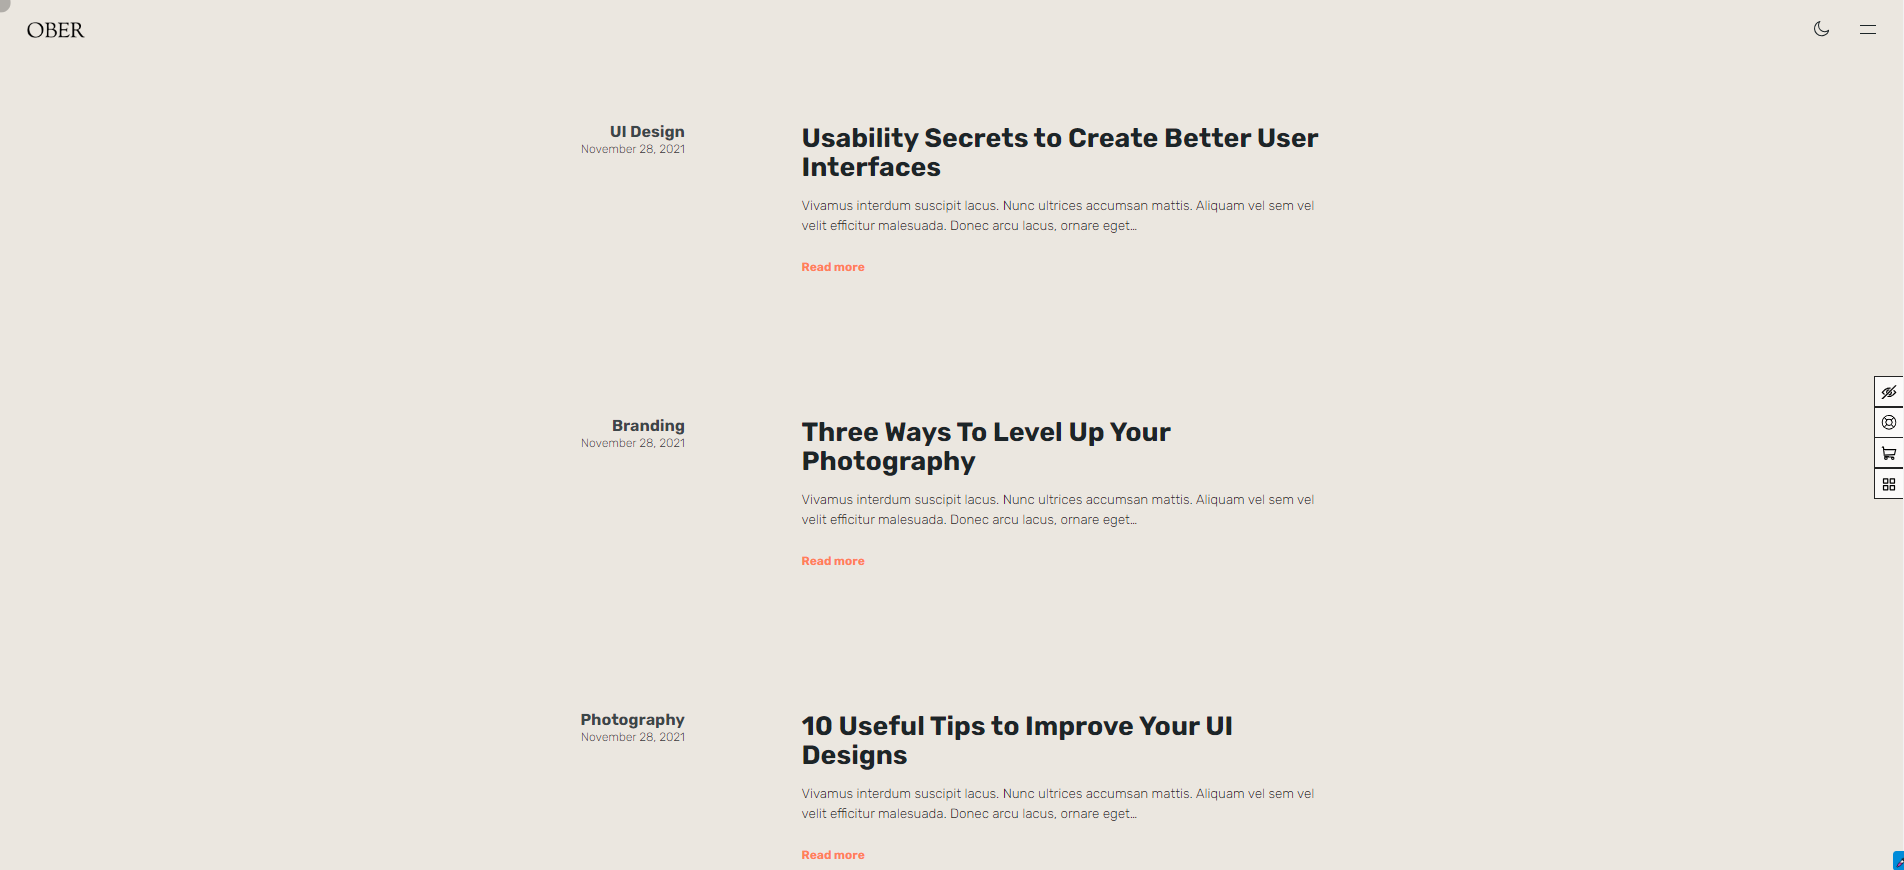 OBER
UI Design
November 28, 2021
Usability Secrets to Create Better User
Interfaces
Vivamus interdum suscipit lacus. Nunc ultrices accumsan mattis. Aliquam vel sem vel
velit efficitur malesuada. Donec arcu lacus, ornare eget…
Read more
Branding
November 28, 2021
Three Ways To Level Up Your
Photography
Vivamus interdum suscipit lacus. Nunc ultrices accumsan mattis. Aliquam vel sem vel
velit efficitur malesuada. Donec arcu lacus, ornare eget…
Read more
Photography
November 28, 2021
10 Useful Tips to Improve Your UI
Designs
Vivamus interdum suscipit lacus. Nunc ultrices accumsan mattis. Aliquam vel sem vel
velit efficitur malesuada. Donec arcu lacus, ornare eget…
Read more